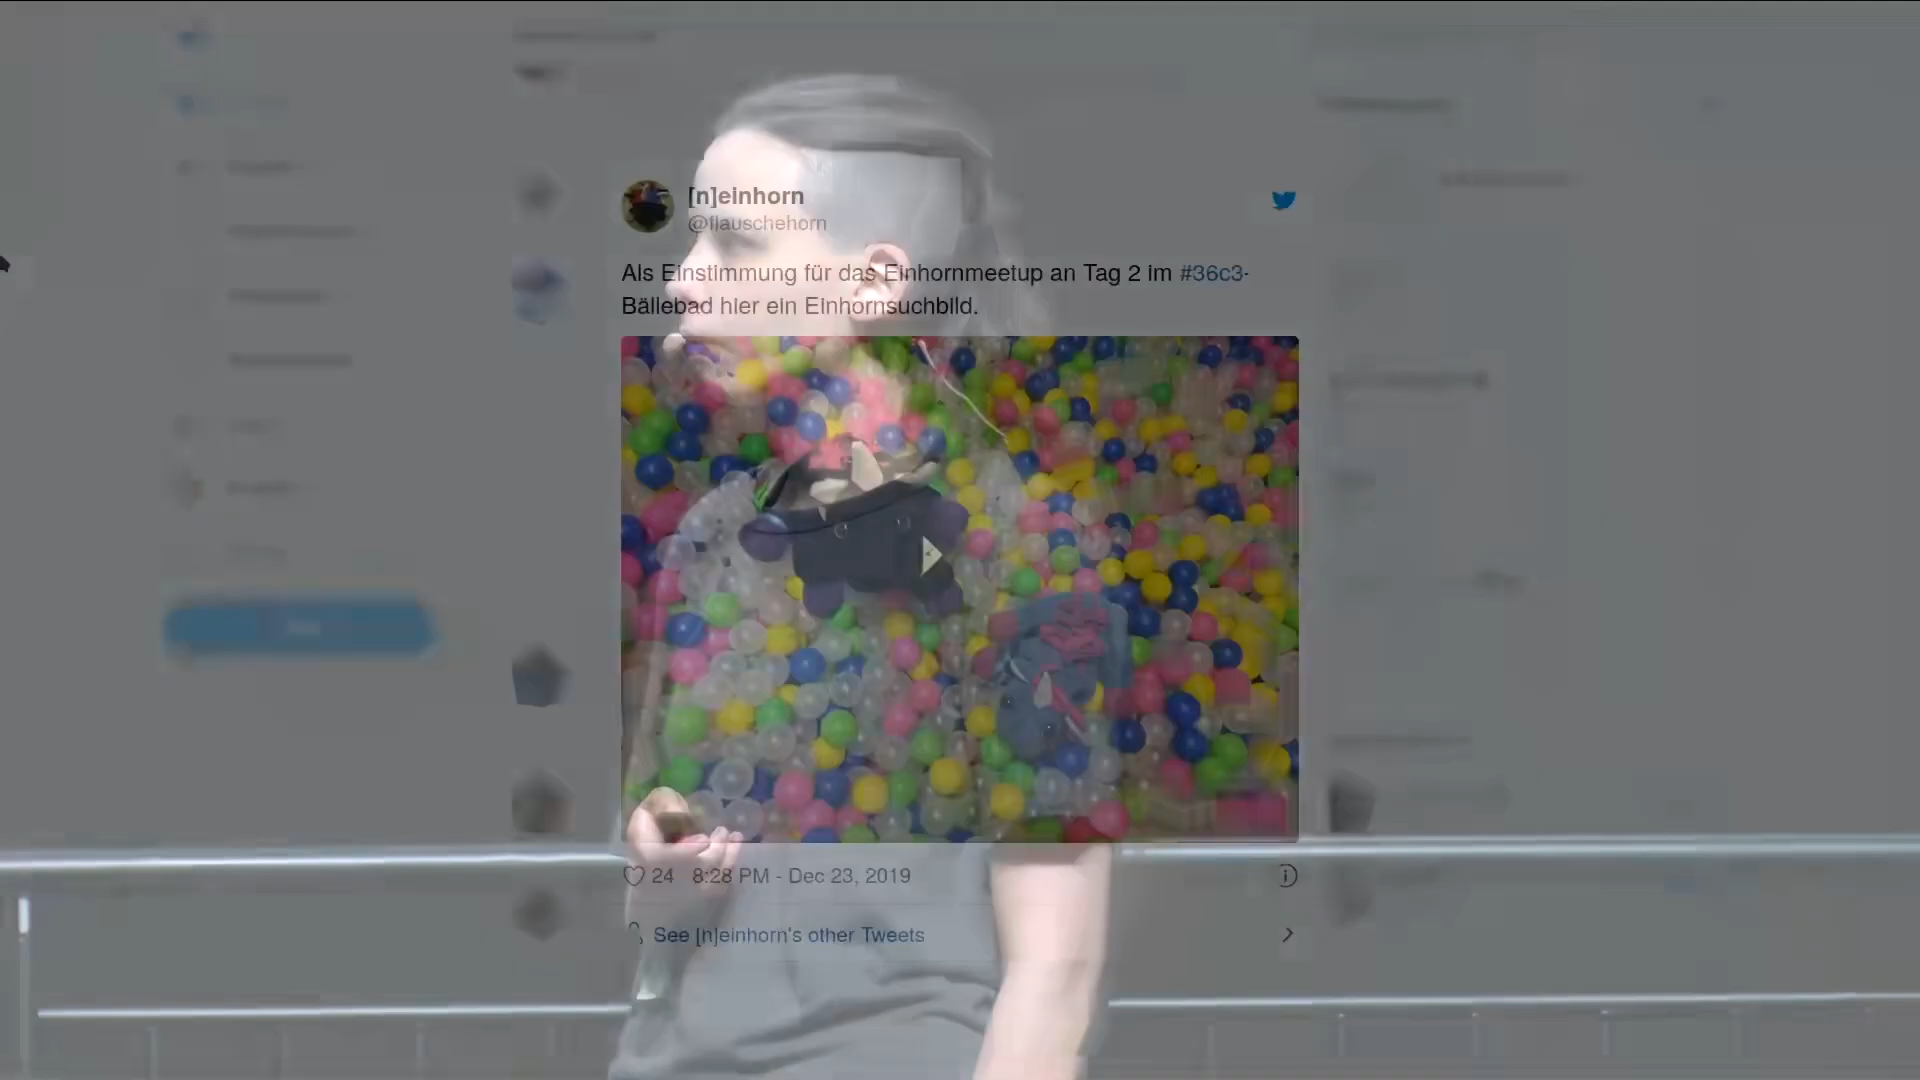 [n]einhorn
@flauschehorn
Als Einstimmung für das Einhornmeetup an Tag 2 im #36c3-
Bällebad hier ein Einhornsuchbild.
24 8:28 PM - Dec 23, 2019
See [n]einhorn's other Tweets